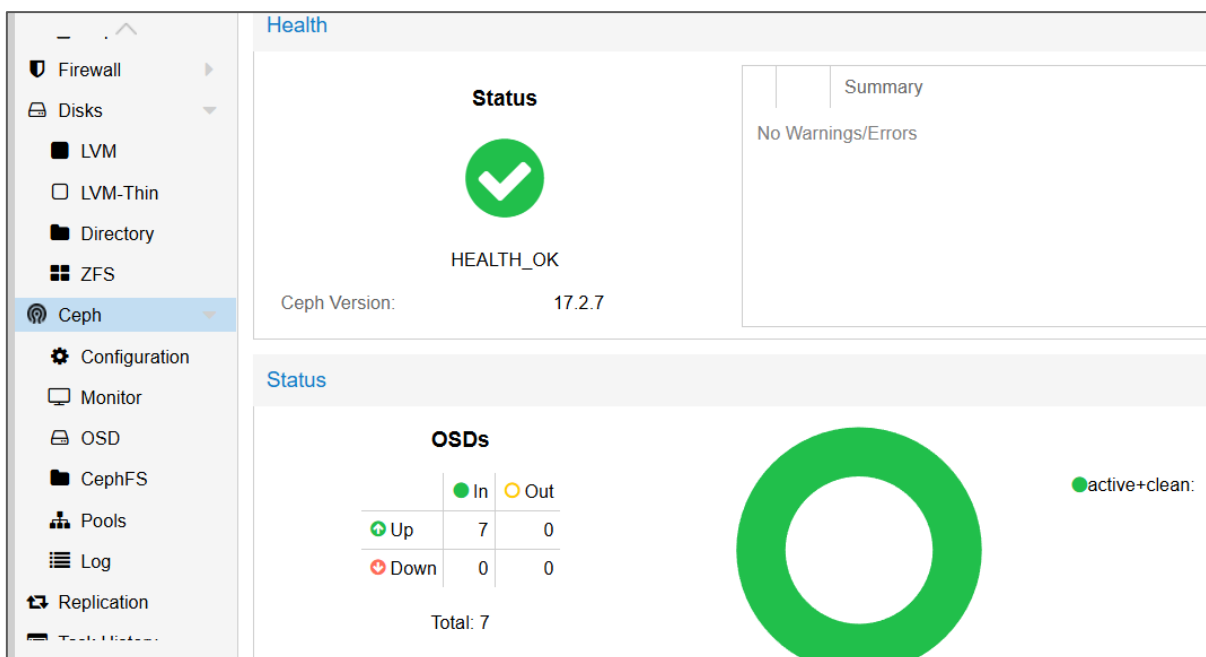 Firewall
Disks
LVM
LVM-Thin
Directory
ZFS
Ceph
Configuration
Monitor
OSD
CephFS
Pools
Log
Replication
Task History
Health
Status
HEALTH_OK
Ceph Version: 17.2.7
Summary
No Warnings/Errors
Status
OSDs
In Out
Up 7 0
Down 0 0
Total: 7
active+clean: